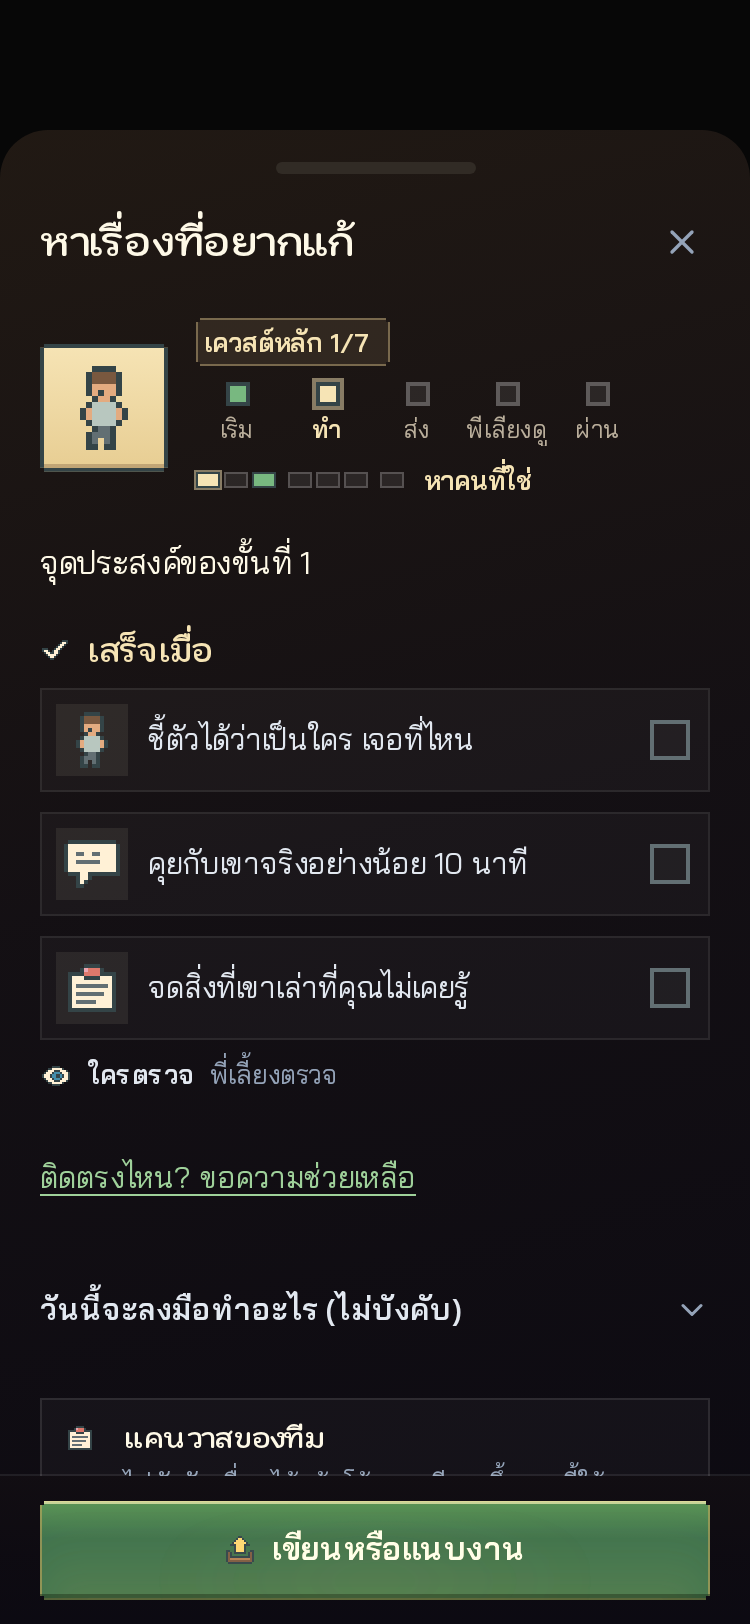 หาเรื่องที่อยากแก้
เควสต์หลัก 1/7
เริ่ม ทำ ส่ง พี่เลี้ยงดู ผ่าน
หาคนที่ใช่
จุดประสงค์ของขั้นที่ 1
เสร็จเมื่อ
ชี้ตัวได้ว่าเป็นใคร เจอที่ไหน
คุยกับเขาจริงอย่างน้อย 10 นาที
จดสิ่งที่เขาเล่าที่คุณไม่เคยรู้
ใครตรวจ พี่เลี้ยงตรวจ
ติดตรงไหน? ขอความช่วยเหลือ
วันนี้จะลงมือทำอะไร (ไม่บังคับ)
แคนวาสของทีม
เขียนหรือแนบงาน